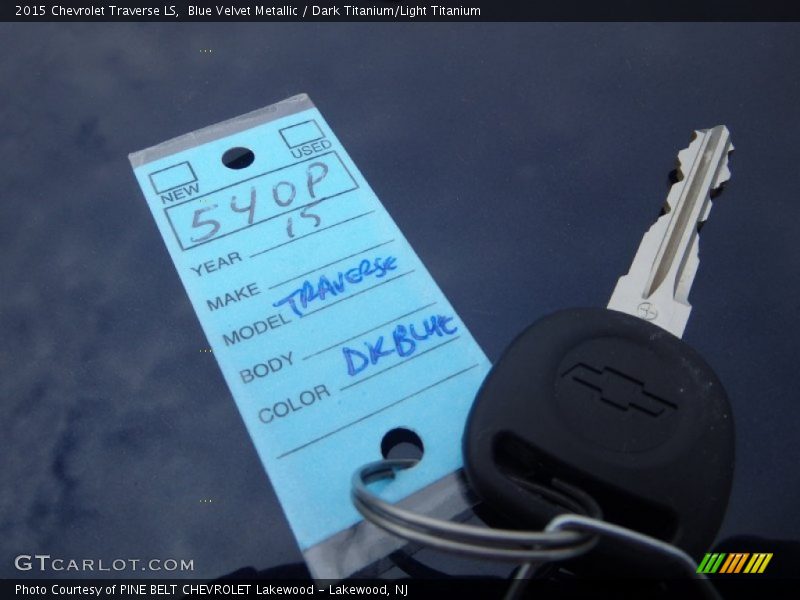 2015 Chevrolet Traverse LS, Blue Velvet Metallic / Dark Titanium/Light Titanium
NEW
USED
540P
YEAR 15
MAKE
MODEL TRAVERSE
BODY
COLOR DKBLUE
GTCARLOT.COM
Photo Courtesy of PINE BELT CHEVROLET Lakewood - Lakewood, NJ